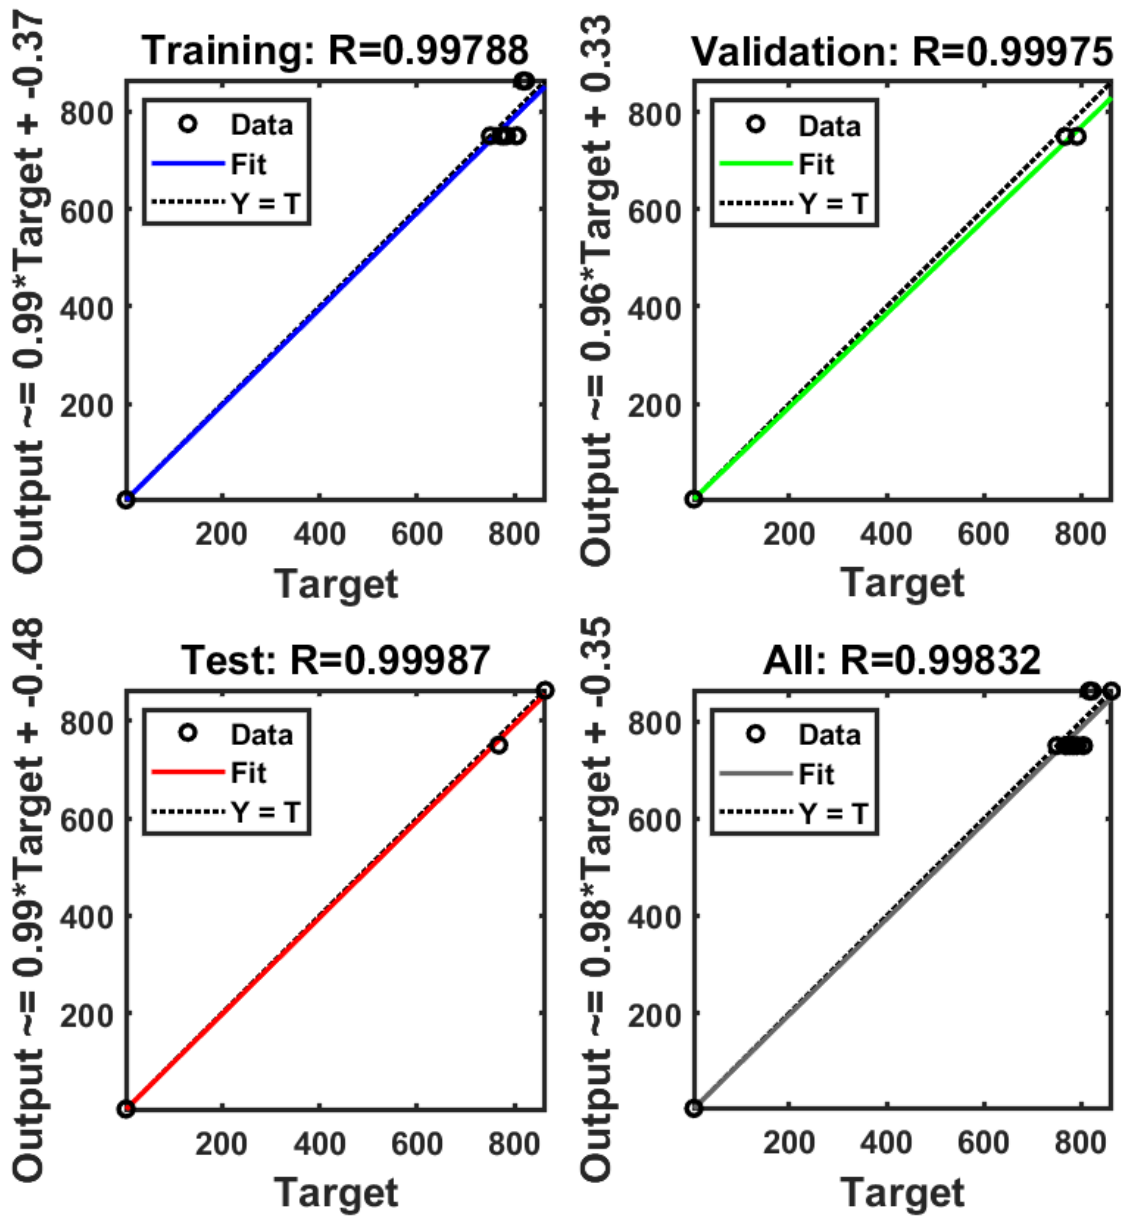 Training: R=0.99788
Output ~= 0.99*Target + -0.37
800
600
400
200
Data
Fit
Y = T
200 400 600 800
Target
Validation: R=0.99975
Output ~= 0.96*Target + 0.33
800
600
400
200
Data
Fit
Y = T
200 400 600 800
Target
Test: R=0.99987
Output ~= 0.99*Target + -0.48
800
600
400
200
Data
Fit
Y = T
200 400 600 800
Target
All: R=0.99832
Output ~= 0.98*Target + -0.35
800
600
400
200
Data
Fit
Y = T
200 400 600 800
Target